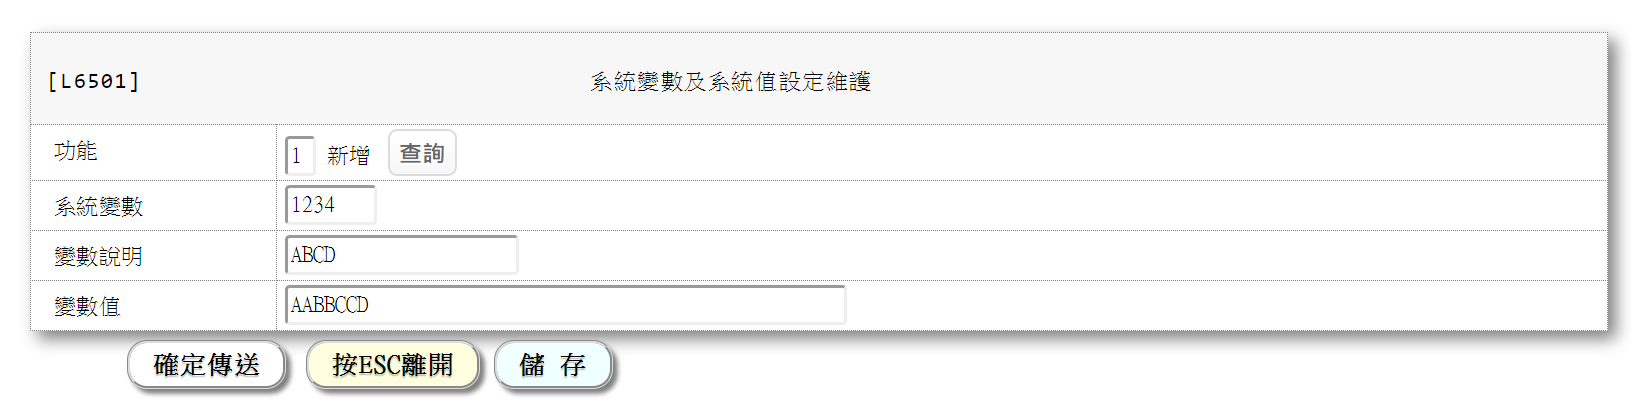 [L6501] 系統變數及系統值設定維護
功能 1 新增 查詢
系統變數 1234
變數說明 ABCD
變數值 AABBCCD
確定傳送 按ESC離開 儲 存